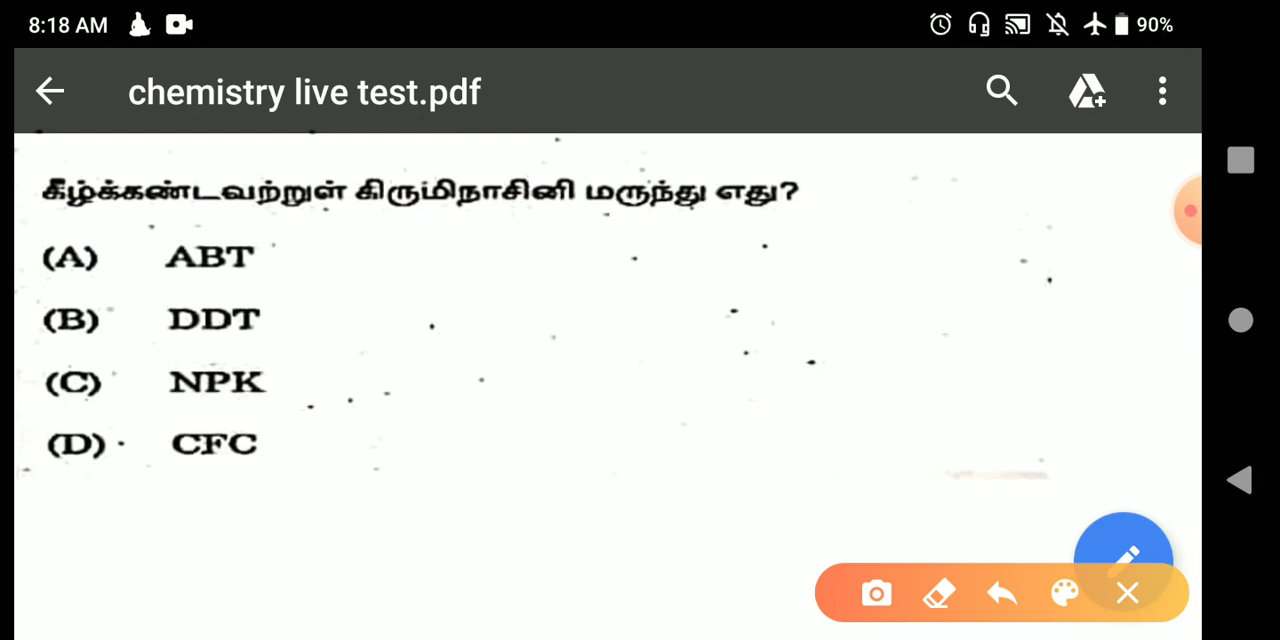 8:18 AM 90%
chemistry live test.pdf
கீழ்க்கண்டவற்றுள் கிருமிநாசினி மருந்து எது?
(A) ABT
(B) DDT
(C) NPK
(D) CFC